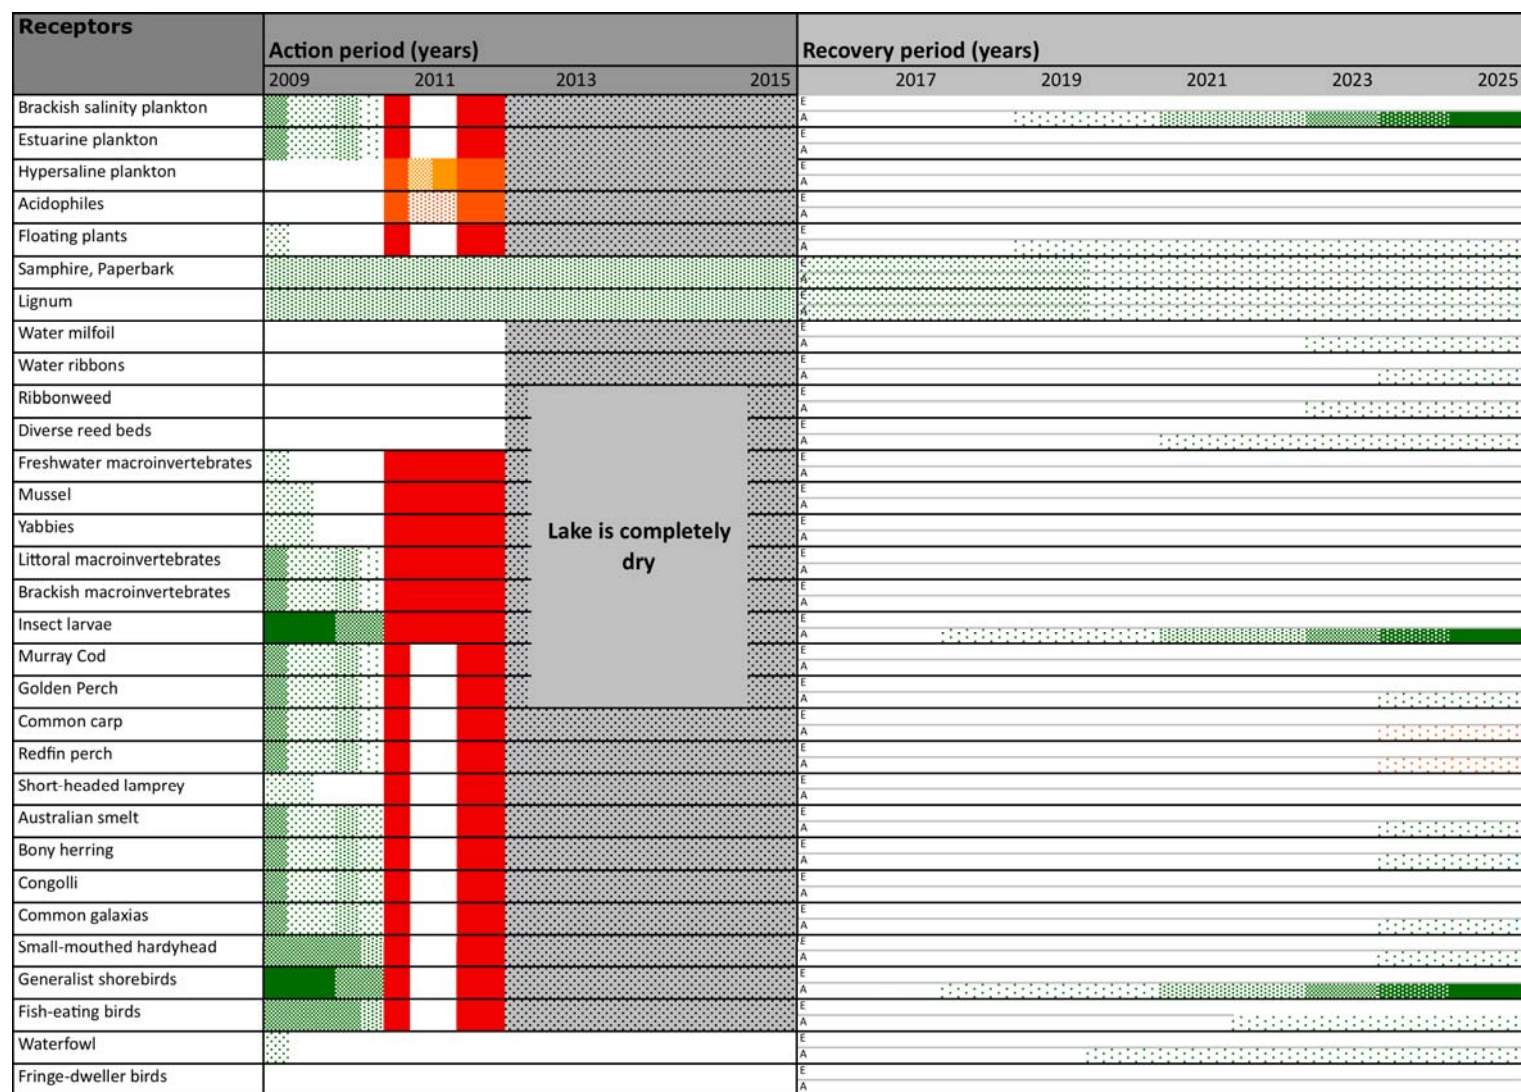 Receptors
Action period (years)
Recovery period (years)
2009 2011 2013 2015 2017 2019 2021 2023 2025
Brackish salinity plankton
E
A
Estuarine plankton
E
A
Hypersaline plankton
E
A
Acidophiles
E
A
Floating plants
E
A
Samphire, Paperbark
E
A
Lignum
E
A
Water milfoil
E
A
Water ribbons
E
A
Ribbonweed
E
A
Diverse reed beds
E
A
Freshwater macroinvertebrates
E
A
Mussel
E
A
Yabbies
E
A
Lake is completely
dry
Littoral macroinvertebrates
E
A
Brackish macroinvertebrates
E
A
Insect larvae
E
A
Murray Cod
E
A
Golden Perch
E
A
Common carp
E
A
Redfin perch
E
A
Short-headed lamprey
E
A
Australian smelt
E
A
Bony herring
E
A
Congolli
E
A
Common galaxias
E
A
Small-mouthed hardyhead
E
A
Generalist shorebirds
E
A
Fish-eating birds
E
A
Waterfowl
E
A
Fringe-dweller birds
E
A